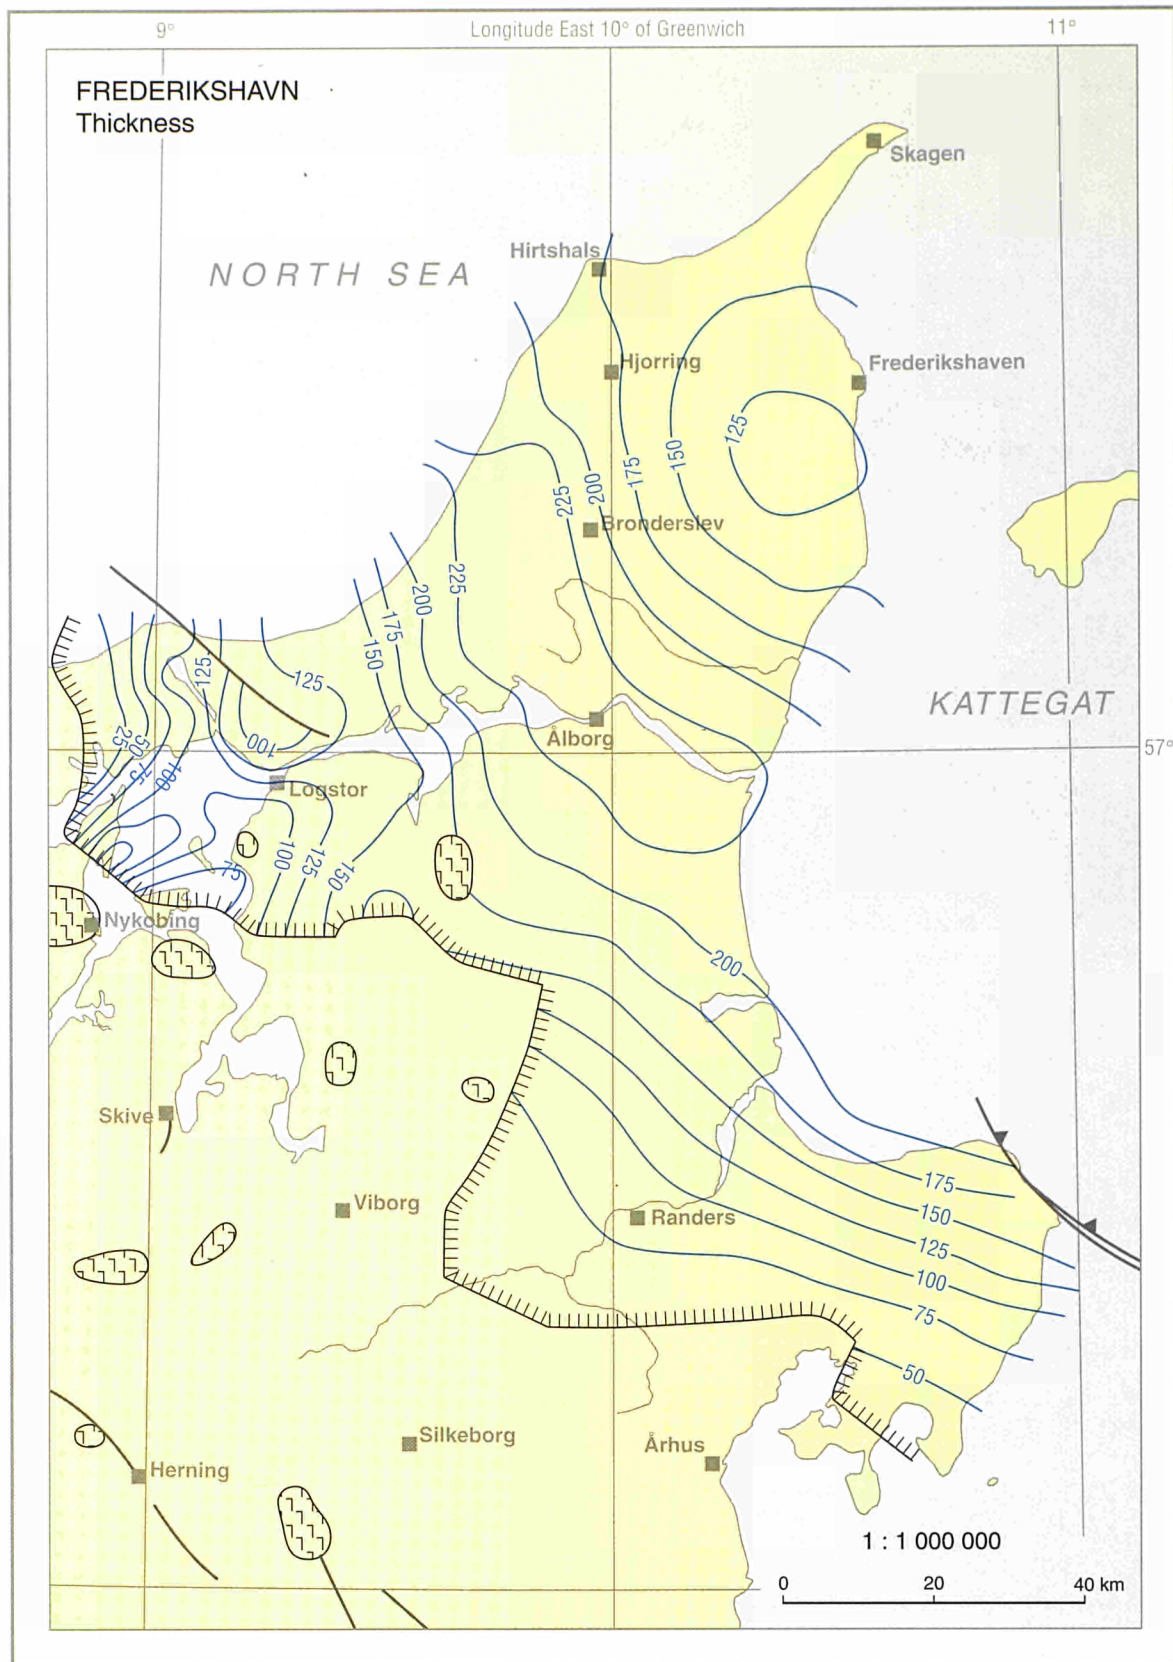 9°
Longitude East 10° of Greenwich
11°
FREDERIKSHAVN
Thickness
Skagen
Hirtshals
NORTH SEA
Hjorring
Frederikshaven
125
150
175
200
225
Bronderslev
225
200
175
150
125
125
KATTEGAT
100
Ålborg
57°
25
50
75
100
Logstor
75
100
125
150
Nykobing
200
Skive
175
Viborg
150
Randers
125
100
75
50
Silkeborg
Århus
Herning
1 : 1 000 000
0 20 40 km